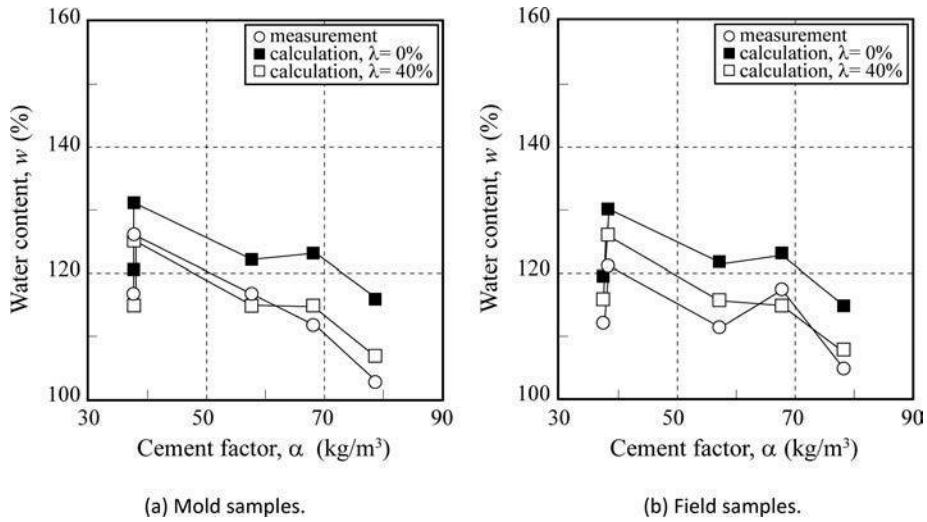 160
○ measurement
■ calculation, λ= 0%
□ calculation, λ= 40%
140
120
100
Water content, w (%)
30 50 70 90
Cement factor, α (kg/m³)
(a) Mold samples.
160
○ measurement
■ calculation, λ= 0%
□ calculation, λ= 40%
140
120
100
Water content, w (%)
30 50 70 90
Cement factor, α (kg/m³)
(b) Field samples.